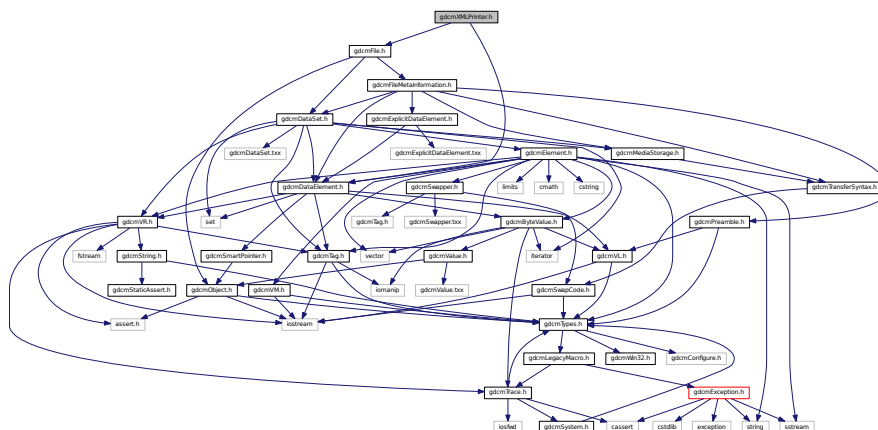 gdcmXMLPrinter.h
gdcmFile.h
gdcmFileMetaInformation.h
gdcmDataSet.h
gdcmExplicitDataElement.h
gdcmDataSet.txx
gdcmExplicitDataElement.txx
gdcmElement.h
gdcmMediaStorage.h
gdcmDataElement.h
gdcmSwapper.h
limits
cmath
cstring
gdcmTransferSyntax.h
gdcmVR.h
set
gdcmTag.h
gdcmSwapper.txx
gdcmByteValue.h
gdcmPreamble.h
fstream
gdcmString.h
gdcmSmartPointer.h
gdcmTag.h
vector
gdcmValue.h
iterator
gdcmVL.h
gdcmStaticAssert.h
gdcmObject.h
gdcmVM.h
iomanip
gdcmValue.txx
gdcmSwapCode.h
assert.h
iostream
gdcmTypes.h
gdcmLegacyMacro.h
gdcmWin32.h
gdcmConfigure.h
gdcmTrace.h
gdcmException.h
iosfwd
gdcmSystem.h
cassert
cstdlib
exception
string
sstream